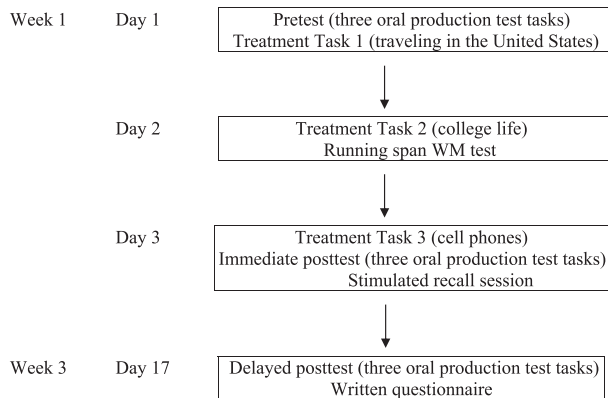 Week 1 Day 1 Pretest (three oral production test tasks)
Treatment Task 1 (traveling in the United States)
Day 2 Treatment Task 2 (college life)
Running span WM test
Day 3 Treatment Task 3 (cell phones)
Immediate posttest (three oral production test tasks)
Stimulated recall session
Week 3 Day 17 Delayed posttest (three oral production test tasks)
Written questionnaire